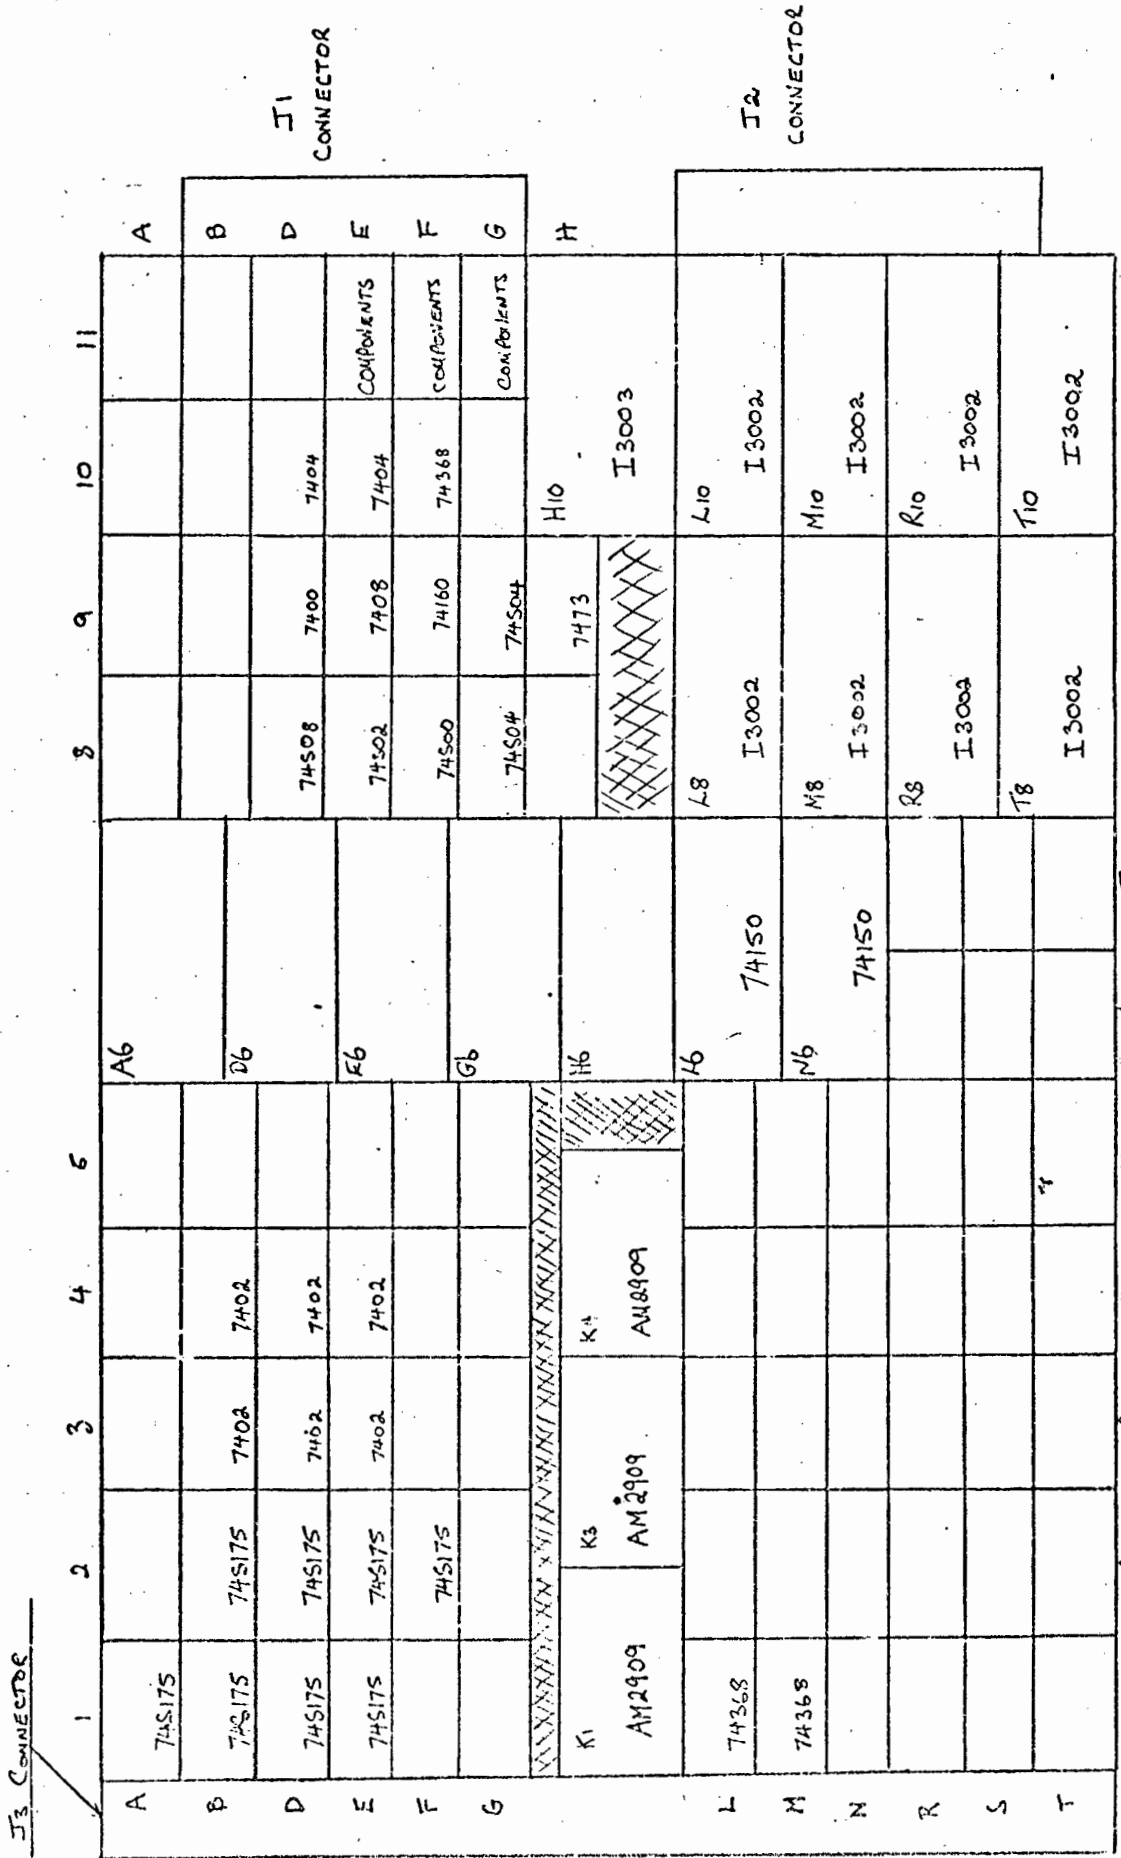 J3 CONNECTOR
1 2 3 4 5 8 9 10 11
A 74S175 A6 A
B 74S175 74S175 7402 7402 B
D 74S175 74S175 7402 7402 D6 74S08 7400 7404 D
E 74S175 74S175 7402 7402 E6 74S02 7408 7404 COMPONENTS E
F 74S175 74S00 74160 74368 COMPONENTS F
G G6 74S04 74S04 COMPONENTS G
J1
CONNECTOR
K1 K3 K4 H6 7473 H10 H
AM2909 AM2909 AM2909 I3003
L 74368 L6 74150 L8 I3002 L10 I3002
M 74368 M8 I3002 M10 I3002
N N6 74150
R R8 I3002 R10 I3002
S
T T8 I3002 T10 I3002
J2
CONNECTOR